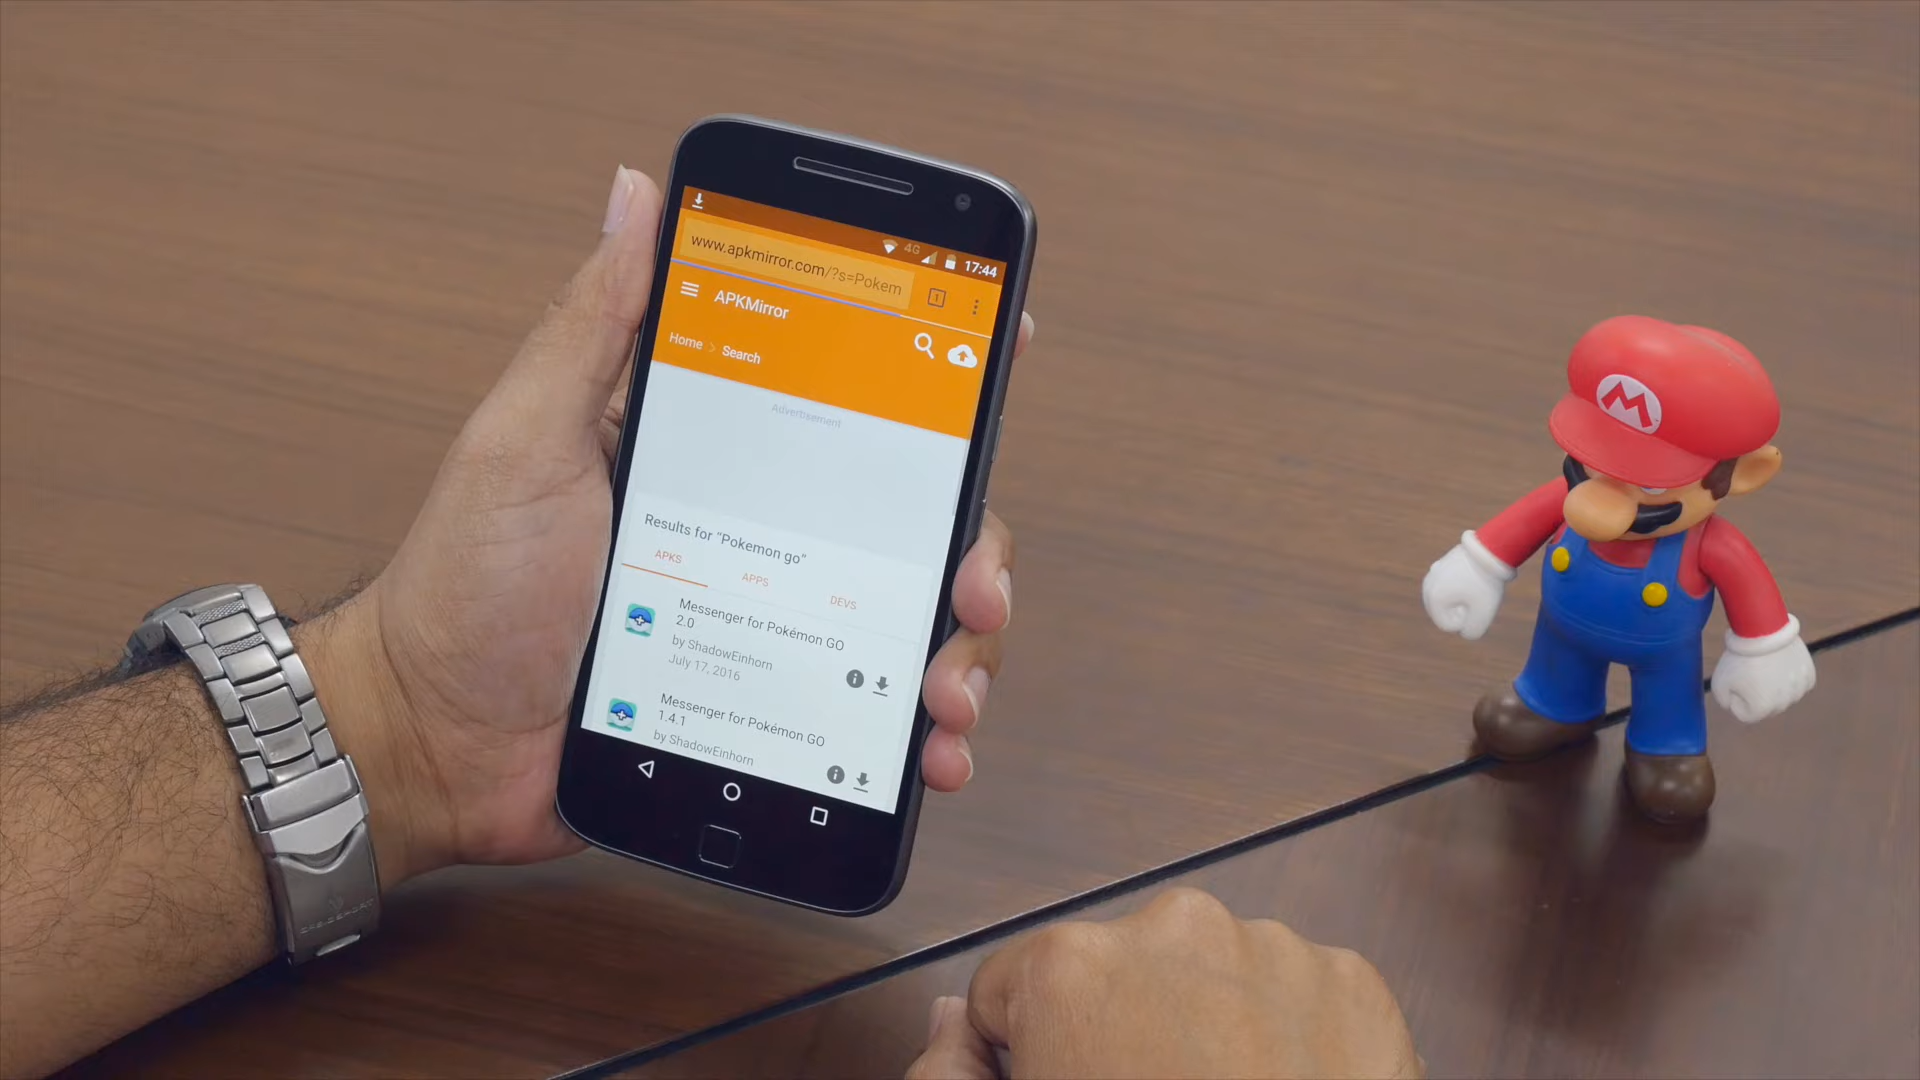 4G 17:44
www.apkmirror.com/?s=Pokem
1
APKMirror
Home > Search
Advertisement
Results for "Pokemon go"
APKS APPS DEVS
Messenger for Pokémon GO
2.0
by ShadowEinhorn
July 17, 2016
Messenger for Pokémon GO
1.4.1
by ShadowEinhorn
M